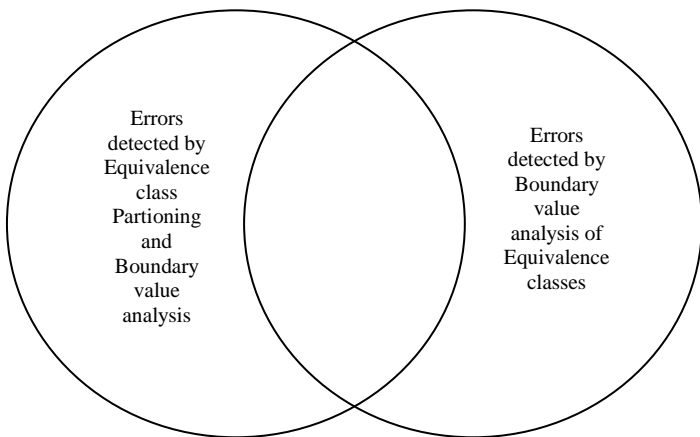 Errors
detected by
Equivalence
class
Partioning
and
Boundary
value
analysis
Errors
detected by
Boundary
value
analysis of
Equivalence
classes